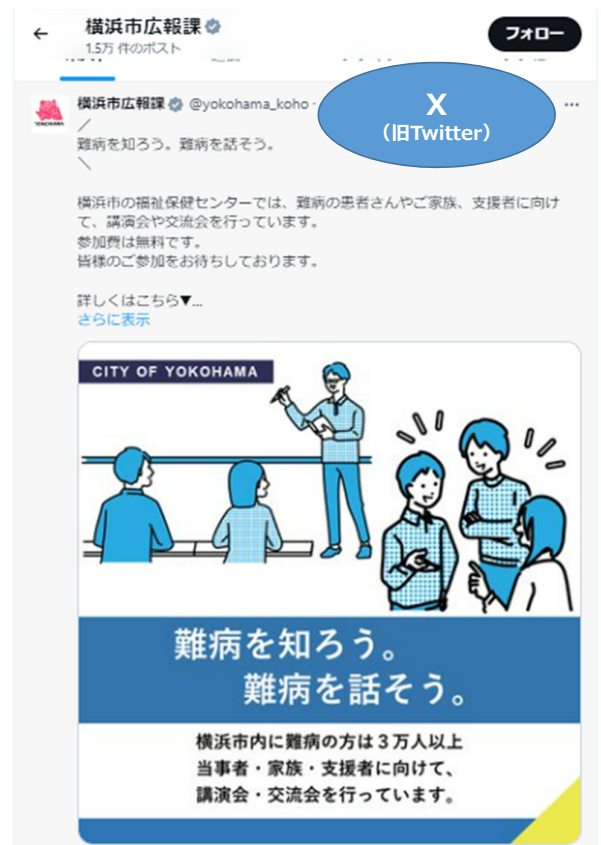 横浜市広報課
1.5万 件のポスト
フォロー
横浜市広報課 @yokohama_koho ·
X
（旧Twitter）
／
難病を知ろう。難病を話そう。
＼
横浜市の福祉保健センターでは、難病の患者さんやご家族、支援者に向け
て、講演会や交流会を行っています。
参加費は無料です。
皆様のご参加をお待ちしております。
詳しくはこちら▼...
さらに表示
CITY OF YOKOHAMA
難病を知ろう。
難病を話そう。
横浜市内に難病の方は３万人以上
当事者・家族・支援者に向けて、
講演会・交流会を行っています。